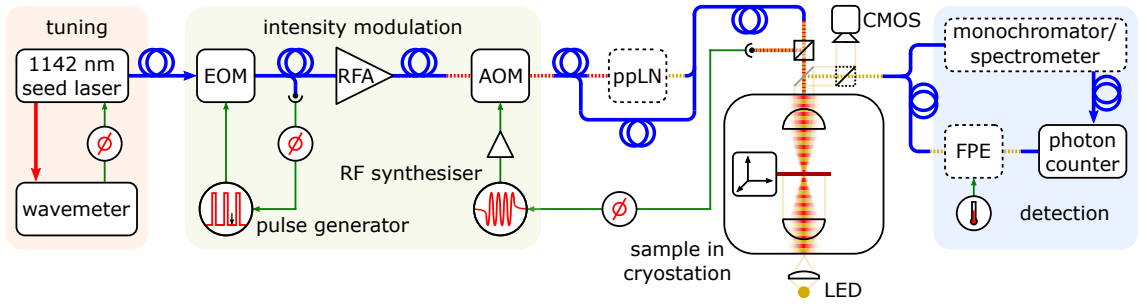 tuning
1142 nm
seed laser
wavemeter
intensity modulation
EOM
RFA
AOM
RF synthesiser
pulse generator
ppLN
CMOS
sample in
cryostation
LED
monochromator/
spectrometer
FPE
photon
counter
detection